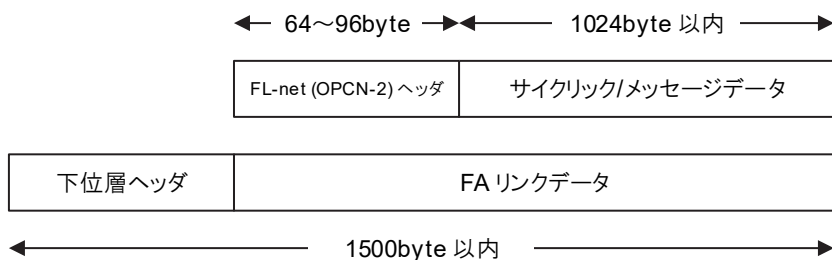 64～96byte 1024byte 以内
FL-net (OPCN-2) ヘッダ サイクリック/メッセージデータ
下位層ヘッダ FA リンクデータ
1500byte 以内